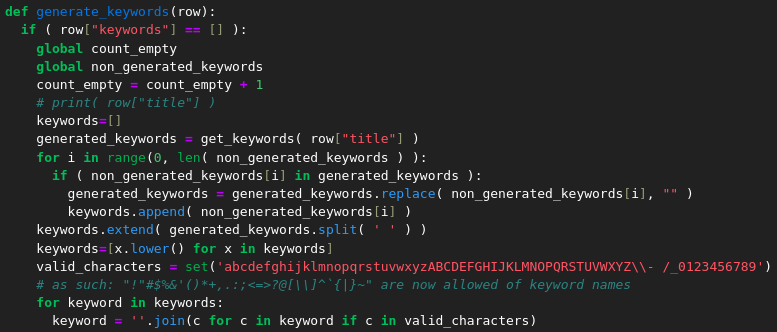 def generate_keywords(row):
  if ( row["keywords"] == [] ):
    global count_empty
    global non_generated_keywords
    count_empty = count_empty + 1
    # print( row["title"] )
    keywords=[]
    generated_keywords = get_keywords( row["title"] )
    for i in range(0, len( non_generated_keywords ) ):
      if ( non_generated_keywords[i] in generated_keywords ):
        generated_keywords = generated_keywords.replace( non_generated_keywords[i], "" )
        keywords.append( non_generated_keywords[i] )
    keywords.extend( generated_keywords.split( ' ' ) )
    keywords=[x.lower() for x in keywords]
    valid_characters = set('abcdefghijklmnopqrstuvwxyzABCDEFGHIJKLMNOPQRSTUVWXYZ\\- /_0123456789')
    # as such: "!"#$%&'()*+,.:;<=>?@[\\]^`{|}~" are now allowed of keyword names
    for keyword in keywords:
      keyword = ''.join(c for c in keyword if c in valid_characters)